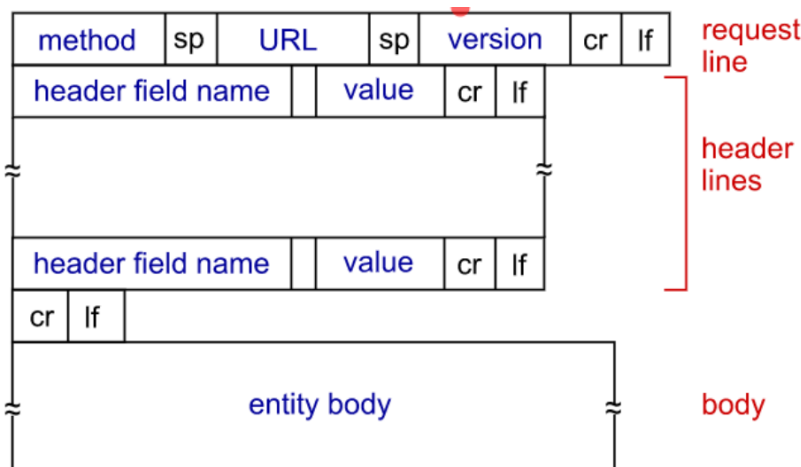 method sp URL sp version cr lf
request
line
header field name value cr lf
header
lines
header field name value cr lf
cr lf
entity body
body